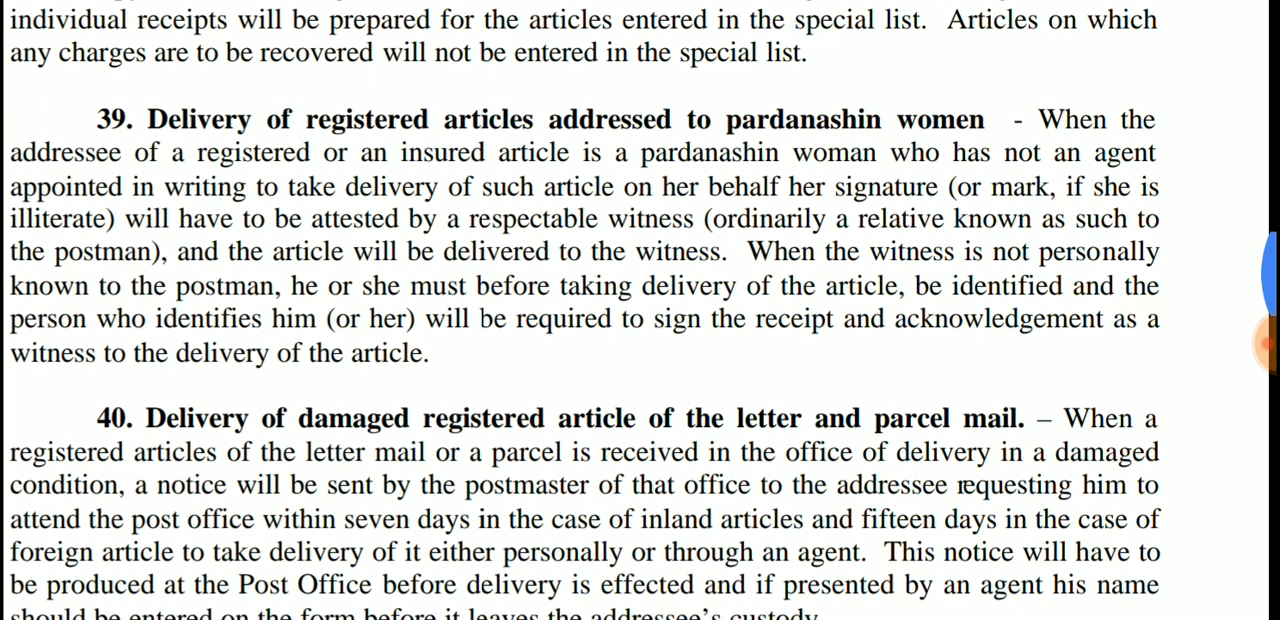 individual receipts will be prepared for the articles entered in the special list. Articles on which
any charges are to be recovered will not be entered in the special list.
39. Delivery of registered articles addressed to pardanashin women - When the
addressee of a registered or an insured article is a pardanashin woman who has not an agent
appointed in writing to take delivery of such article on her behalf her signature (or mark, if she is
illiterate) will have to be attested by a respectable witness (ordinarily a relative known as such to
the postman), and the article will be delivered to the witness. When the witness is not personally
known to the postman, he or she must before taking delivery of the article, be identified and the
person who identifies him (or her) will be required to sign the receipt and acknowledgement as a
witness to the delivery of the article.
40. Delivery of damaged registered article of the letter and parcel mail. – When a
registered articles of the letter mail or a parcel is received in the office of delivery in a damaged
condition, a notice will be sent by the postmaster of that office to the addressee requesting him to
attend the post office within seven days in the case of inland articles and fifteen days in the case of
foreign article to take delivery of it either personally or through an agent. This notice will have to
be produced at the Post Office before delivery is effected and if presented by an agent his name
should be entered on the form before it leaves the addressee's custody